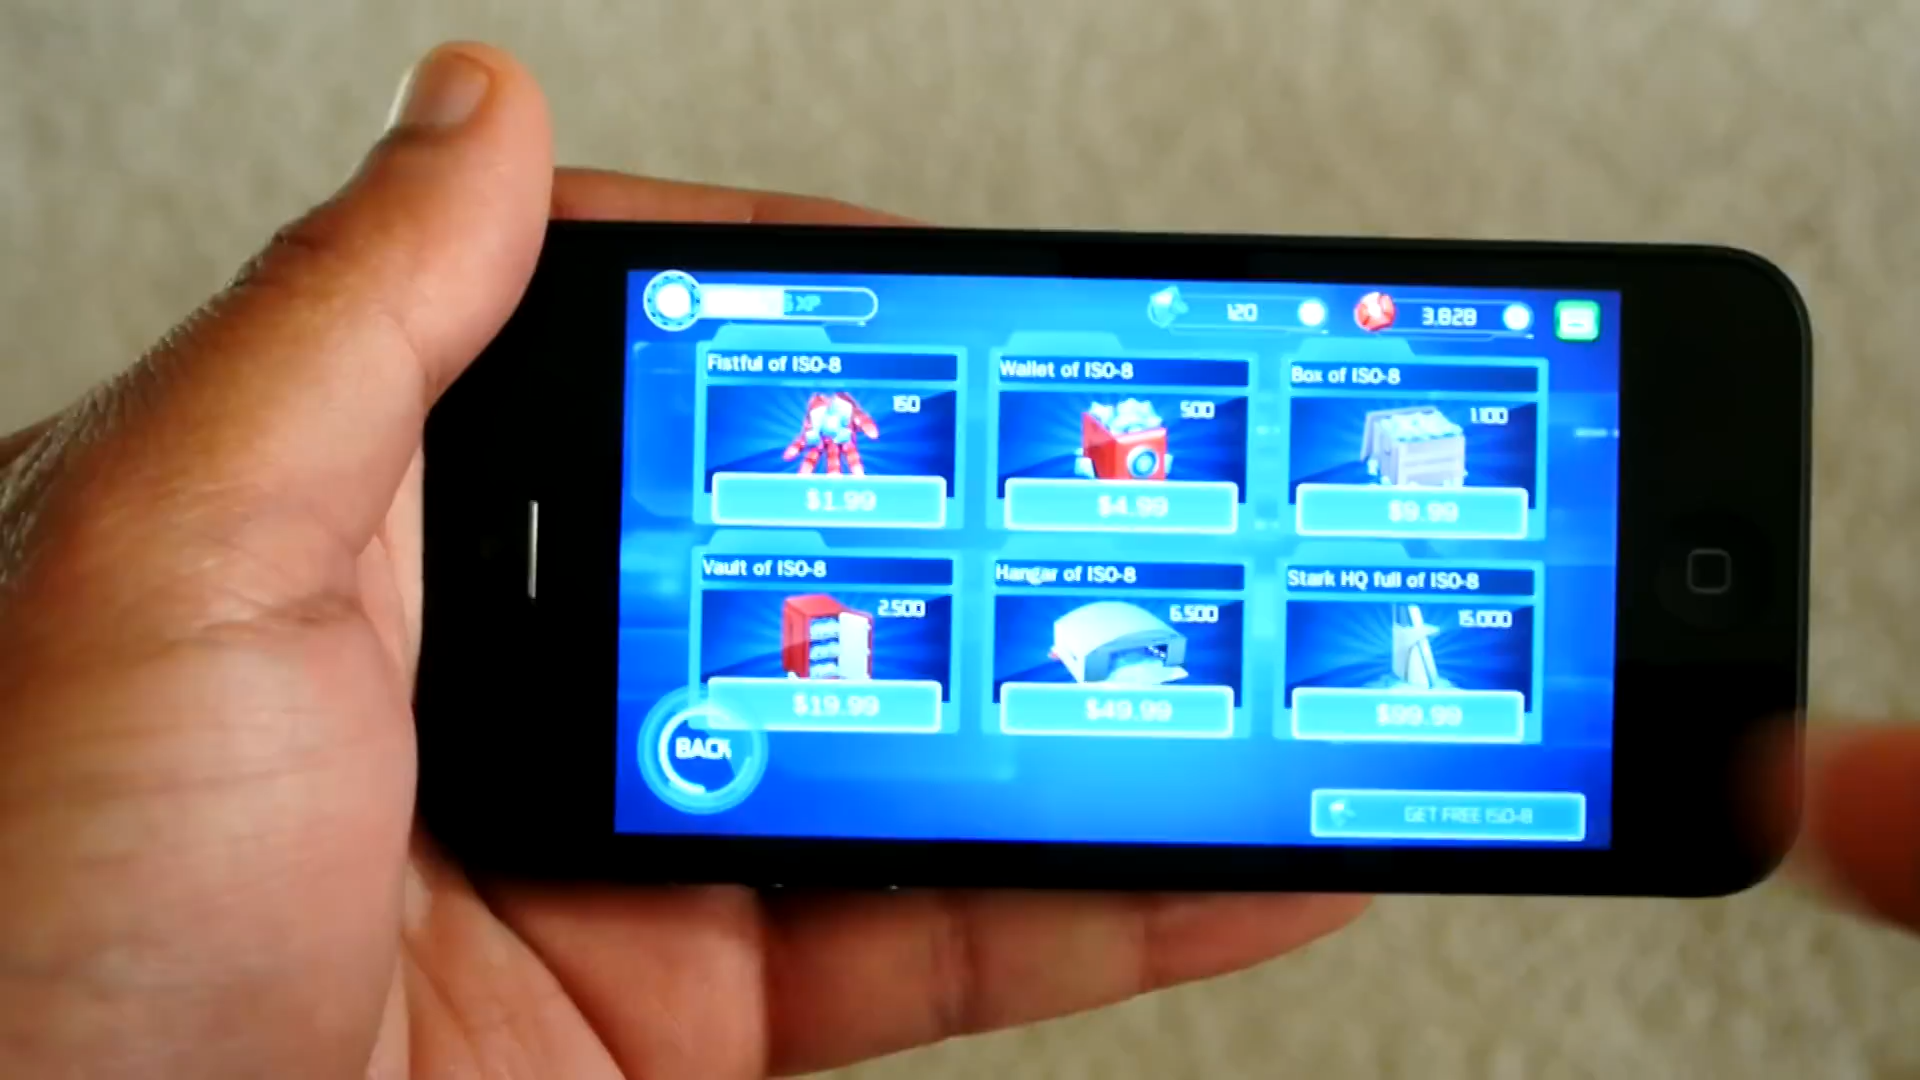 XP
120
3,828
Fistful of ISO-8
150
$1.99
Wallet of ISO-8
500
$4.99
Box of ISO-8
1,100
$9.99
Vault of ISO-8
2,500
$19.99
Hangar of ISO-8
6,500
$49.99
Stark HQ full of ISO-8
15,000
$99.99
BACK
GET FREE ISO-8